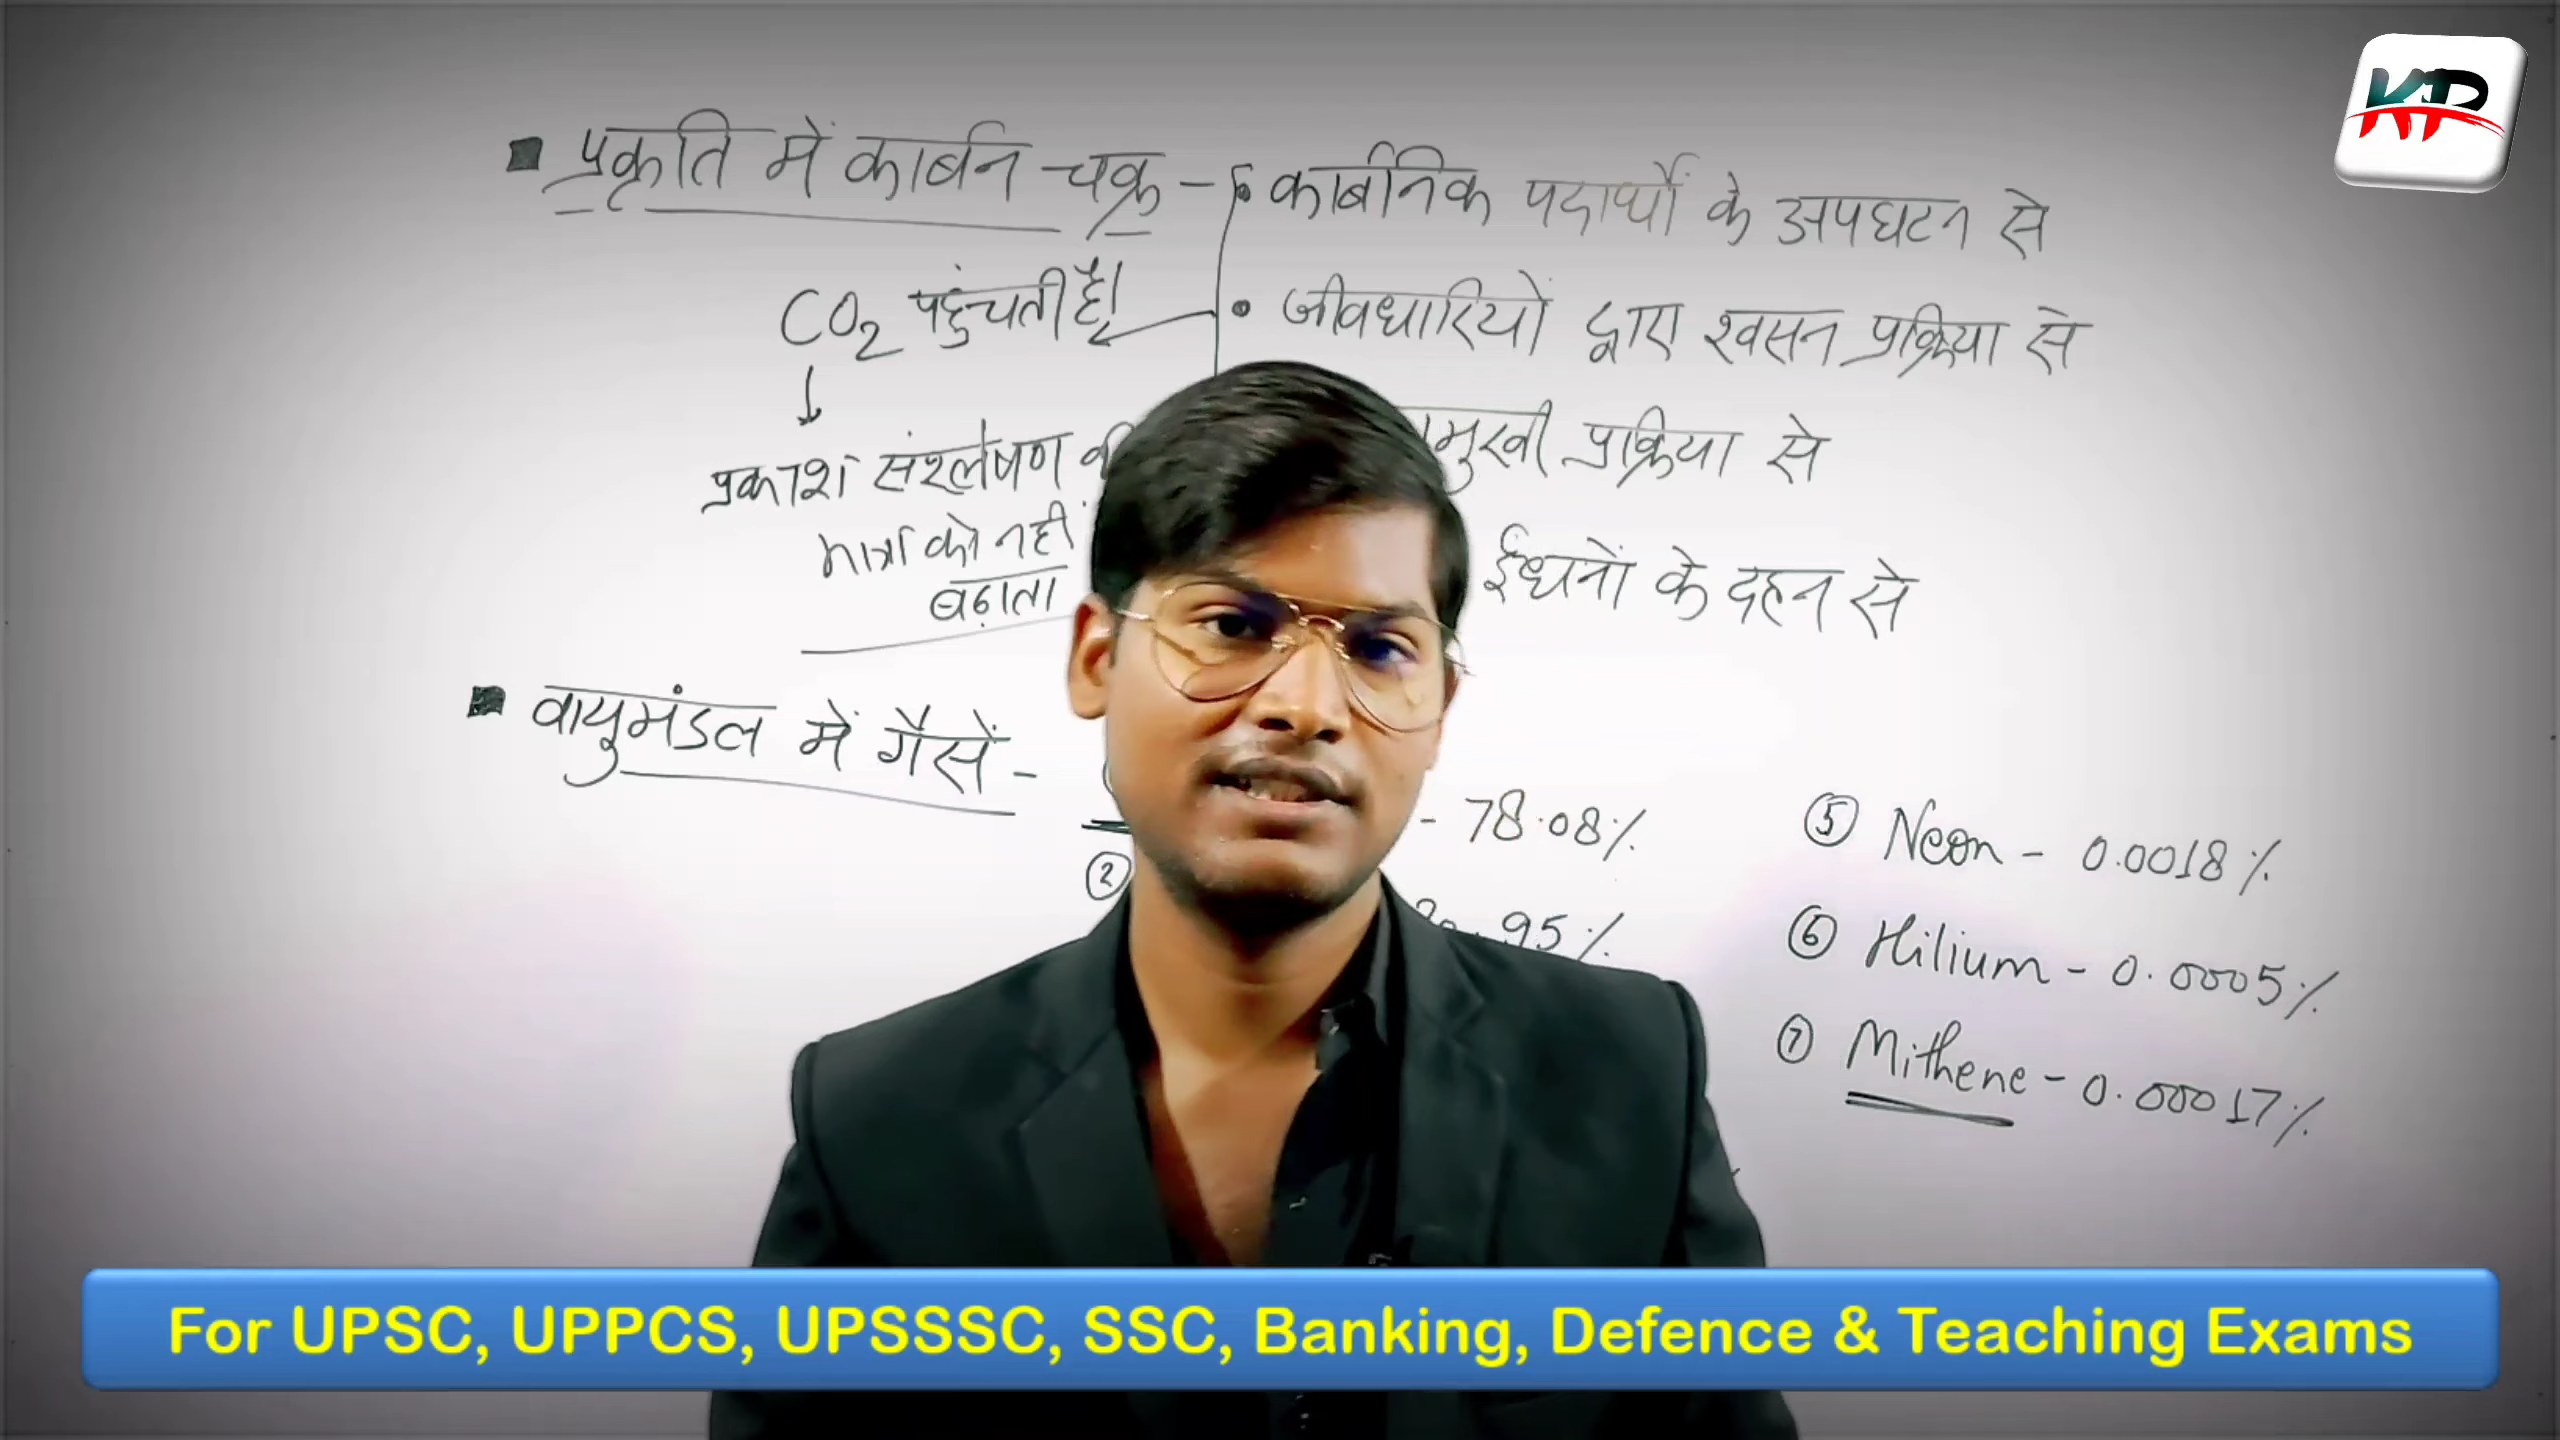 KP
प्रकृति में कार्बन चक्र -
• कार्बनिक पदार्थों के अपघटन से
CO₂ पहुंचती है।
• जीवधारियों द्वारा श्वसन प्रक्रिया से
↓
प्रकाश संश्लेषण
प्रक्रिया से
मात्रा को नहीं
बढ़ाता
ईंधनों के दहन से
■ वायुमंडल में गैसें -
- 78.08%
②
95%
⑤ Neon - 0.0018%
⑥ Hilium - 0.0005%
⑦ Mithene - 0.00017%
For UPSC, UPPCS, UPSSSC, SSC, Banking, Defence & Teaching Exams